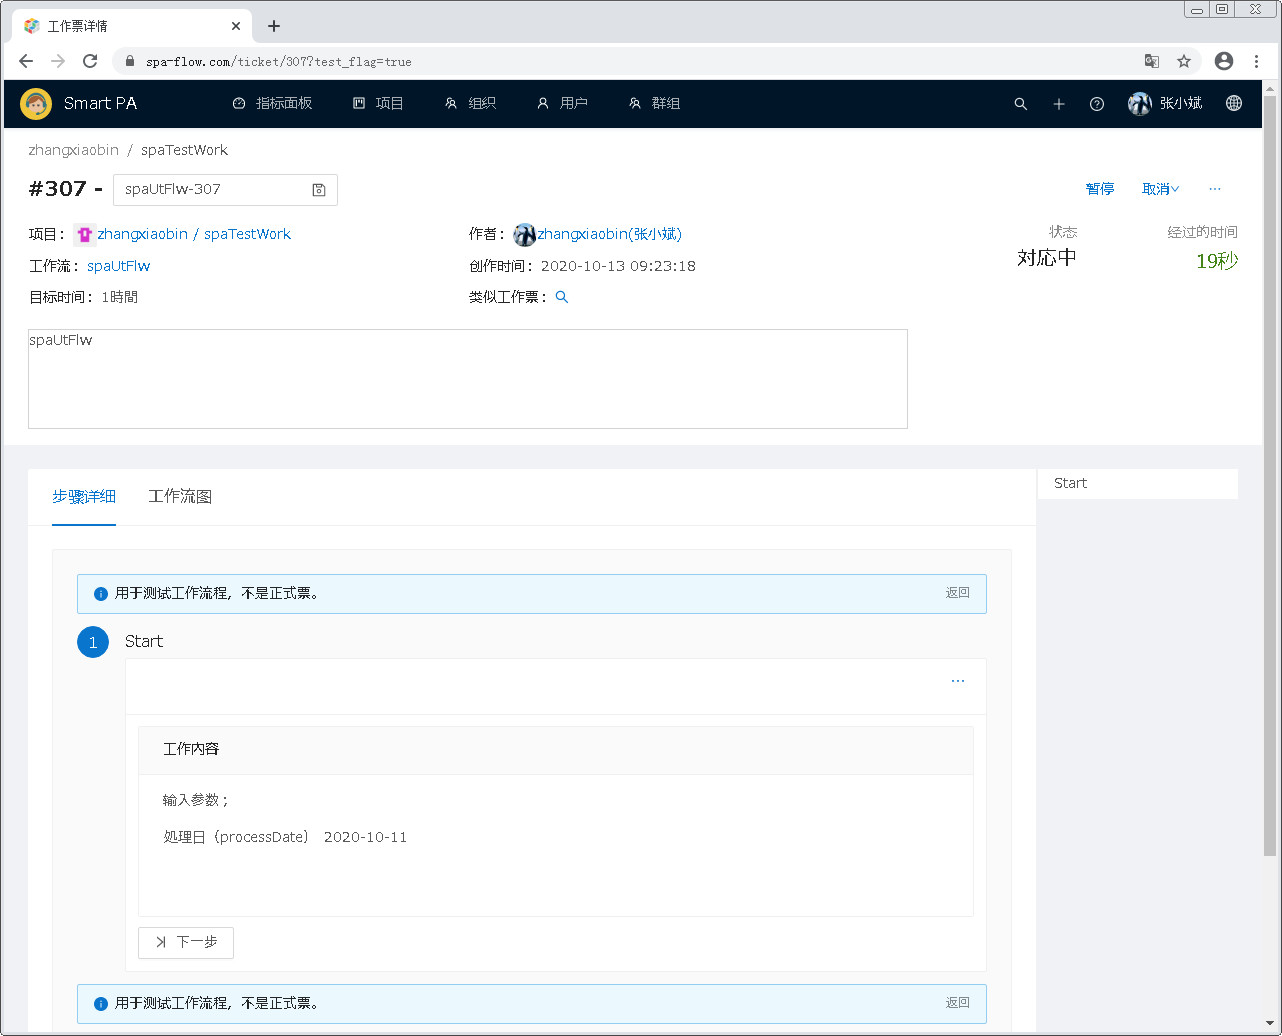 工作票详情
spa-flow.com/ticket/307?test_flag=true
Smart PA 指标面板 项目 组织 用户 群组 张小斌
zhangxiaobin / spaTestWork
#307 - spaUtFlw-307 暂停 取消 ...
项目： zhangxiaobin / spaTestWork 作者： zhangxiaobin(张小斌) 状态 经过的时间
工作流： spaUtFlw 创作时间： 2020-10-13 09:23:18 対応中 19秒
目标时间： 1時間 类似工作票：
spaUtFlw
步骤详细 工作流图 Start
用于测试工作流程，不是正式票。 返回
1 Start
...
工作内容
输入参数；
处理日（processDate） 2020-10-11
下一步
用于测试工作流程，不是正式票。 返回